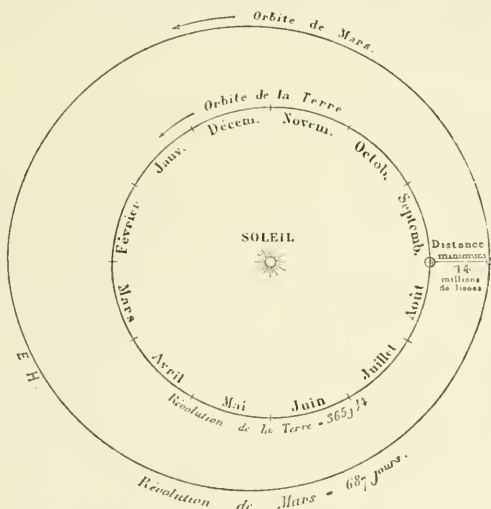 Orbite de Mars.
Orbite de la Terre
Décem.
Novem.
Octob.
Septemb.
Août
Juillet
Juin
Mai
Avril
Mars
Février
Janv.
SOLEIL
Distance
minimum
14
millions
de lieues
E H.
Révolution de la Terre = 365 j ¼
Révolution de Mars = 687 jours.